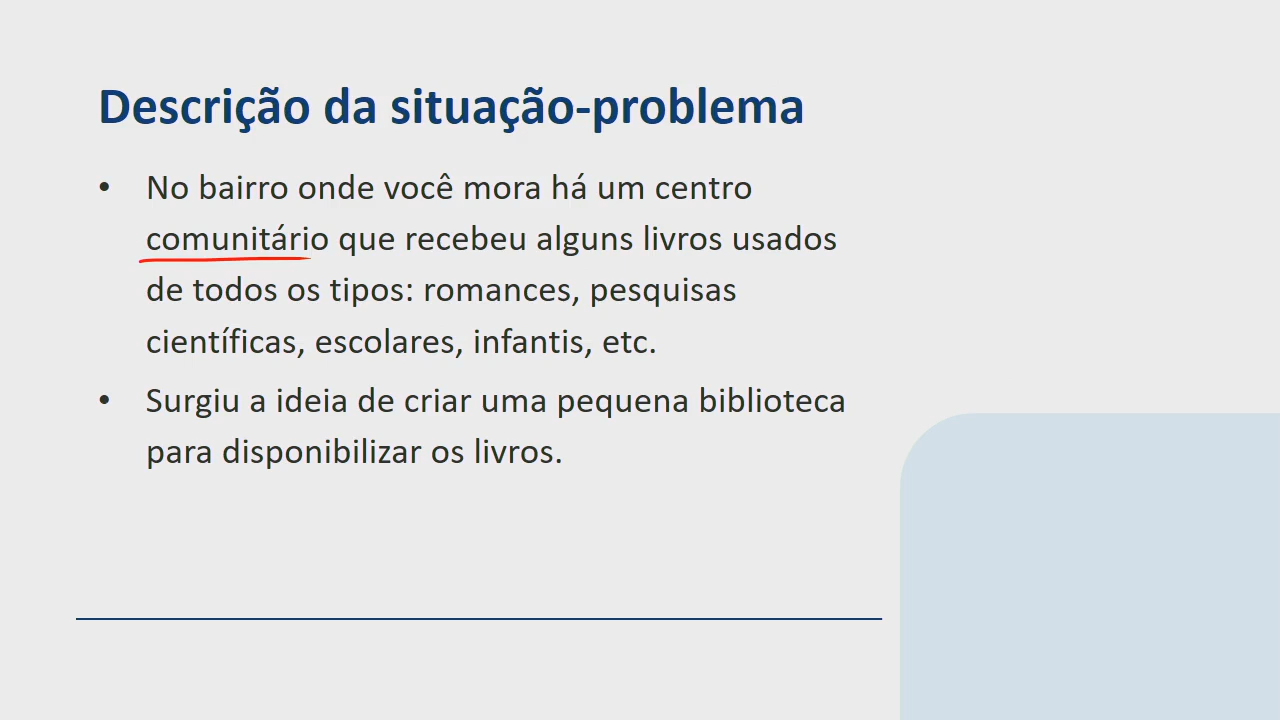 Descrição da situação-problema
• No bairro onde você mora há um centro
comunitário que recebeu alguns livros usados
de todos os tipos: romances, pesquisas
científicas, escolares, infantis, etc.
• Surgiu a ideia de criar uma pequena biblioteca
para disponibilizar os livros.